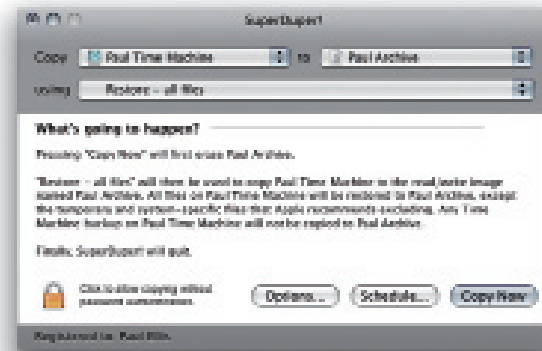 SuperDuper!
Copy Paul Time Machine to Paul Archive
using Restore – all files
What's going to happen?
Pressing "Copy Now" will first erase Paul Archive.
"Restore – all files" will then be used to copy Paul Time Machine to the read/write image
named Paul Archive. All files on Paul Time Machine will be restored to Paul Archive, except
the temporary and system-specific files that Apple recommends excluding. Any Time
Machine backup on Paul Time Machine will not be copied to Paul Archive.
Finally, SuperDuper! will quit.
Click to allow copying without
password authentication.
Options... Schedule... Copy Now
Registered to: Paul Ellis